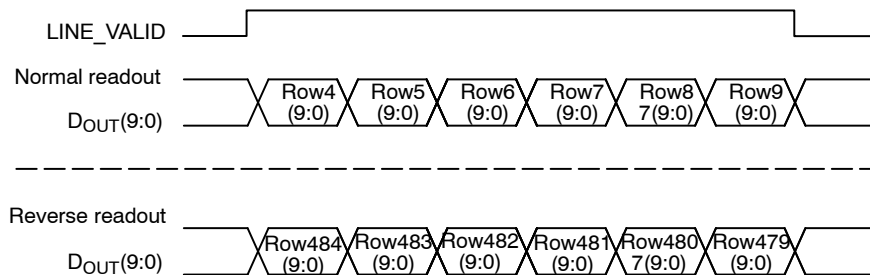 LINE_VALID
Normal readout
Row4 Row5 Row6 Row7 Row8 Row9
DOUT(9:0) (9:0) (9:0) (9:0) (9:0) 7(9:0) (9:0)
Reverse readout
Row484 Row483 Row482 Row481 Row480 Row479
DOUT(9:0) (9:0) (9:0) (9:0) (9:0) 7(9:0) (9:0)